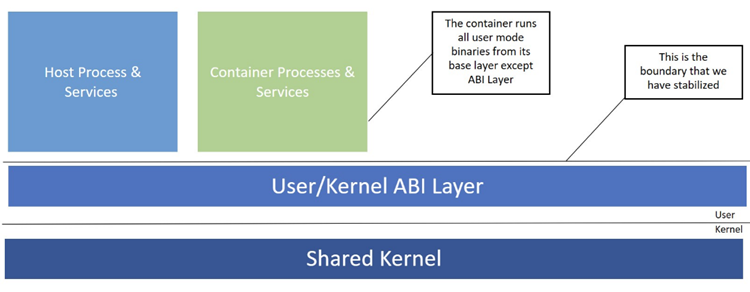 Host Process &
Services
Container Processes &
Services
The container runs
all user mode
binaries from its
base layer except
ABI Layer
This is the
boundary that we
have stabilized
User/Kernel ABI Layer
User
Kernel
Shared Kernel